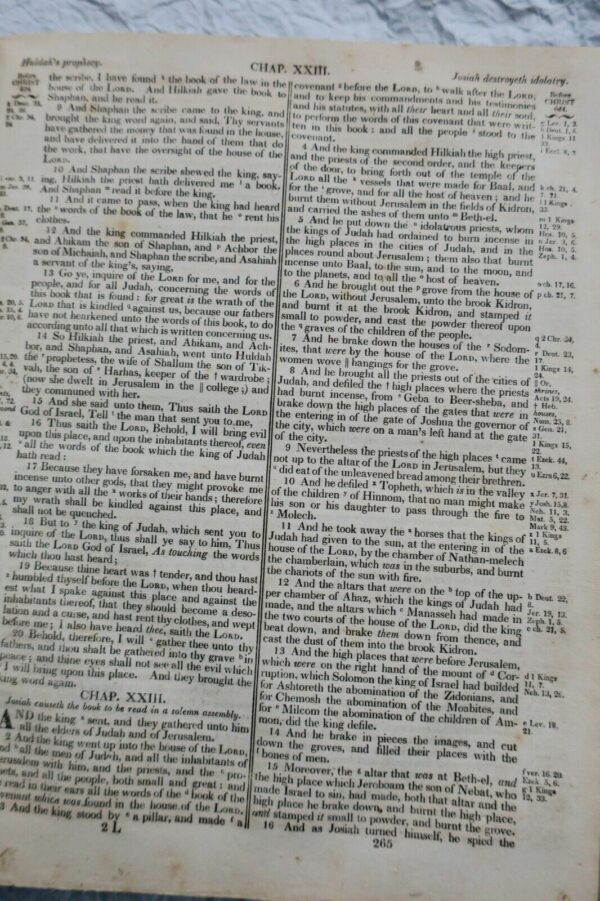 Huldah's prophecy.
CHAP. XXIII.
Josiah destroyeth idolatry.
Before
CHRIST
624.
the scribe, I have found the book of the law in the
house of the LORD. And Hilkiah gave the book to
Shaphan, and he read it.
9 And Shaphan the scribe came to the king, and
brought the king word again, and said, Thy servants
have gathered the money that was found in the house,
and have delivered it into the hand of them that do
the work, that have the oversight of the house of the
LORD.
10 And Shaphan the scribe shewed the king, say-
ing, Hilkiah the priest hath delivered me a book.
And Shaphan read it before the king.
11 And it came to pass, when the king had heard
the words of the book of the law, that he rent his
clothes.
12 And the king commanded Hilkiah the priest,
and Ahikam the son of Shaphan, and Achbor the
son of Michaiah, and Shaphan the scribe, and Asahiah
a servant of the king's, saying,
13 Go ye, inquire of the LORD for me, and for the
people, and for all Judah, concerning the words of
this book that is found: for great is the wrath of the
LORD that is kindled against us, because our fathers
have not hearkened unto the words of this book, to do
according unto all that which is written concerning us.
14 So Hilkiah the priest, and Ahikam, and Ach-
bor, and Shaphan, and Asahiah, went unto Huldah
the prophetess, the wife of Shallum the son of Tik-
vah, the son of Harhas, keeper of the wardrobe;
(now she dwelt in Jerusalem in the || college;) and
they communed with her.
15 And she said unto them, Thus saith the LORD
God of Israel, Tell the man that sent you to me,
16 Thus saith the LORD, Behold, I will bring evil
upon this place, and upon the inhabitants thereof, even
all the words of the book which the king of Judah
hath read:
17 Because they have forsaken me, and have burnt
incense unto other gods, that they might provoke me
to anger with all the works of their hands; therefore
my wrath shall be kindled against this place, and
shall not be quenched.
18 But to the king of Judah, which sent you to
inquire of the LORD, thus shall ye say to him, Thus
saith the LORD God of Israel, As touching the words
which thou hast heard;
19 Because thine heart was tender, and thou hast
humbled thyself before the LORD, when thou heard-
est what I spake against this place and against the
inhabitants thereof, that they should become a deso-
lation and a curse, and hast rent thy clothes, and wept
before me; I also have heard thee, saith the LORD.
20 Behold, therefore, I will gather thee unto thy
fathers, and thou shalt be gathered into thy grave in
peace; and thine eyes shall not see all the evil which
I will bring upon this place. And they brought the
king word again.
CHAP. XXIII.
Josiah causeth the book to be read in a solemn assembly.
AND the king sent, and they gathered unto him
all the elders of Judah and of Jerusalem.
2 And the king went up into the house of the LORD,
and all the men of Judah, and all the inhabitants of
Jerusalem with him, and the priests, and the pro-
phets, and all the people, both small and great: and
he read in their ears all the words of the book of the
covenant which was found in the house of the LORD.
3 And the king stood by a pillar, and made a
2 L
covenant before the LORD, to walk after the LORD,
and to keep his commandments and his testimonies
and his statutes, with all their heart and all their soul,
to perform the words of this covenant that were writ-
ten in this book: and all the people stood to the
covenant.
4 And the king commanded Hilkiah the high priest,
and the priests of the second order, and the keepers
of the door, to bring forth out of the temple of the
LORD all the vessels that were made for Baal, and
for the grove, and for all the host of heaven; and he
burnt them without Jerusalem in the fields of Kidron,
and carried the ashes of them unto Beth-el.
5 And he put down the idolatrous priests, whom
the kings of Judah had ordained to burn incense in
the high places in the cities of Judah, and in the
places round about Jerusalem; them also that burnt
incense unto Baal, to the sun, and to the moon, and
to the planets, and to all the host of heaven.
6 And he brought out the grove from the house of
the LORD, without Jerusalem, unto the brook Kidron,
and burnt it at the brook Kidron, and stamped it
small to powder, and cast the powder thereof upon
the graves of the children of the people.
7 And he brake down the houses of the Sodom-
ites, that were by the house of the LORD, where the
women wove || hangings for the grove.
8 And he brought all the priests out of the cities of
Judah, and defiled the high places where the priests
had burnt incense, from Geba to Beer-sheba, and
brake down the high places of the gates that were in
the entering in of the gate of Joshua the governor of
the city, which were on a man's left hand at the gate
of the city.
9 Nevertheless the priests of the high places came
not up to the altar of the LORD in Jerusalem, but they
did eat of the unleavened bread among their brethren.
10 And he defiled Topheth, which is in the valley
of the children of Hinnom, that no man might make
his son or his daughter to pass through the fire to
Molech.
11 And he took away the horses that the kings of
Judah had given to the sun, at the entering in of the
house of the LORD, by the chamber of Nathan-melech
the chamberlain, which was in the suburbs, and burnt
the chariots of the sun with fire.
12 And the altars that were on the top of the up-
per chamber of Ahaz, which the kings of Judah had
made, and the altars which Manasseh had made in
the two courts of the house of the LORD, did the king
beat down, and brake them down from thence, and
cast the dust of them into the brook Kidron.
13 And the high places that were before Jerusalem,
which were on the right hand of the mount of Cor-
ruption, which Solomon the king of Israel had builded
for Ashtoreth the abomination of the Zidonians, and
for Chemosh the abomination of the Moabites, and
for Milcom the abomination of the children of Am-
mon, did the king defile.
14 And he brake in pieces the images, and cut
down the groves, and filled their places with the
bones of men.
15 Moreover, the altar that was at Beth-el, and
the high place which Jeroboam the son of Nebat, who
made Israel to sin, had made, both that altar and the
high place he brake down, and burnt the high place,
and stamped it small to powder, and burnt the grove.
16 And as Josiah turned himself, he spied the
265
Before
CHRIST
624.